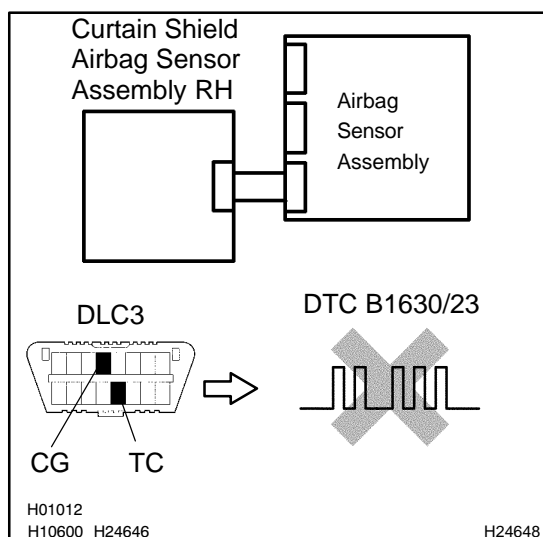 Curtain Shield
Airbag Sensor
Assembly RH
Airbag
Sensor
Assembly
DLC3
DTC B1630/23
CG
TC
H01012
H10600 H24646
H24648